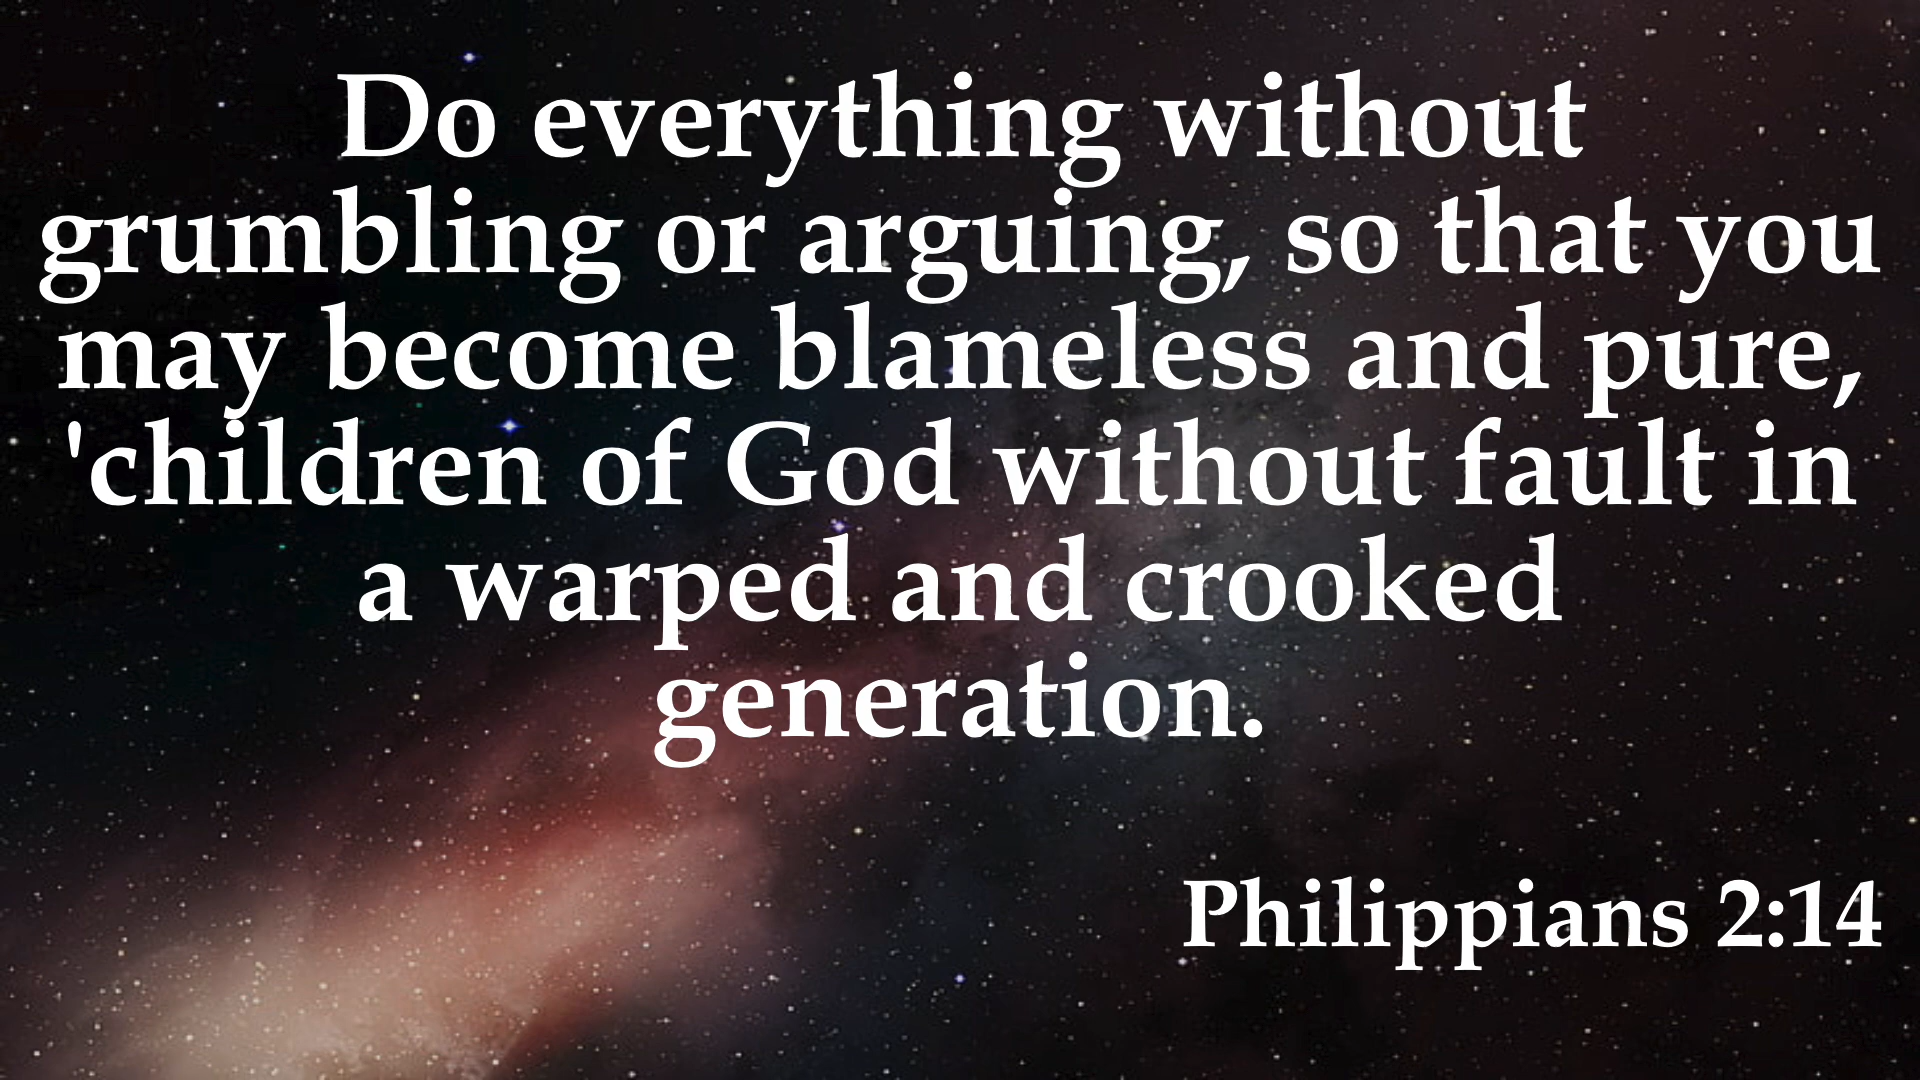 Do everything without
grumbling or arguing, so that you
may become blameless and pure,
'children of God without fault in
a warped and crooked
generation.
Philippians 2:14